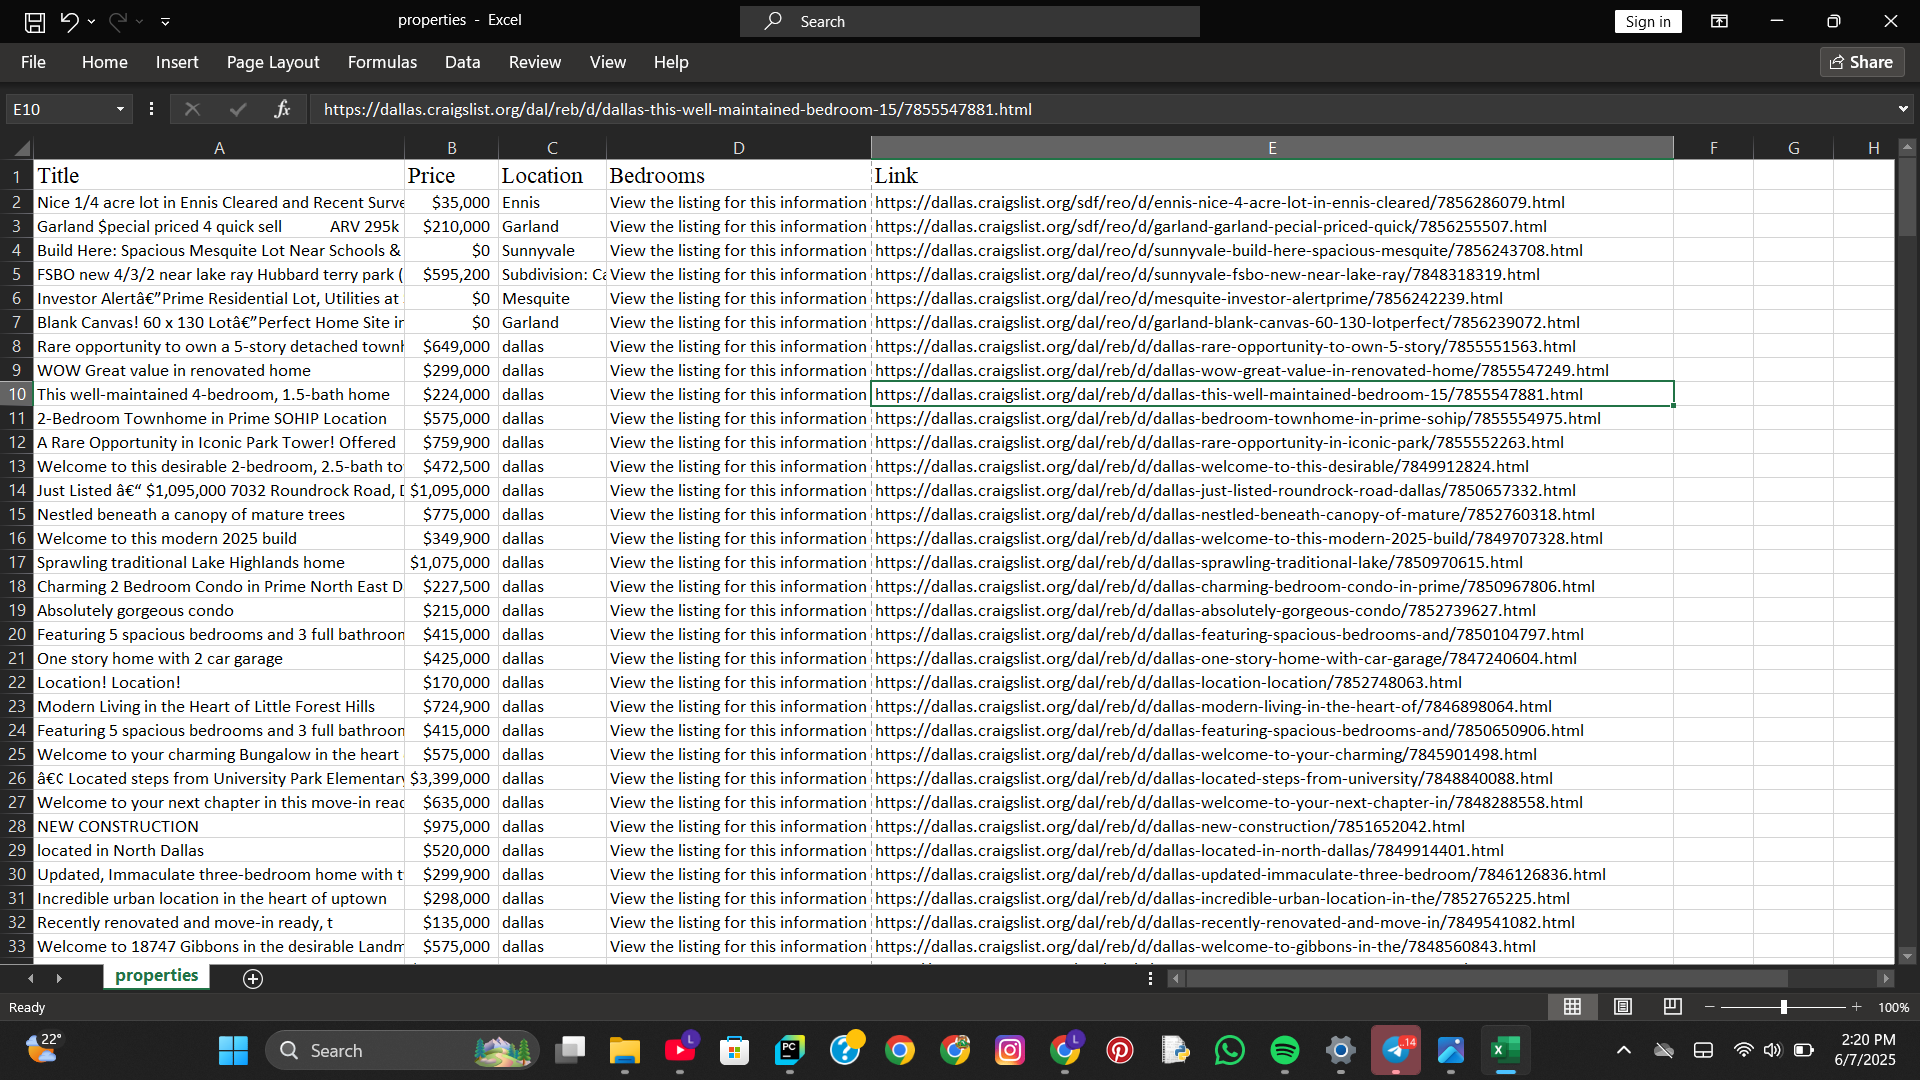 properties - Excel
Search
Sign in
File Home Insert Page Layout Formulas Data Review View Help
Share
E10 fx https://dallas.craigslist.org/dal/reb/d/dallas-this-well-maintained-bedroom-15/7855547881.html
A B C D E F G H
1 Title Price Location Bedrooms Link
2 Nice 1/4 acre lot in Ennis Cleared and Recent Surve $35,000 Ennis View the listing for this information https://dallas.craigslist.org/sdf/reo/d/ennis-nice-4-acre-lot-in-ennis-cleared/7856286079.html
3 Garland $pecial priced 4 quick sell ARV 295k $210,000 Garland View the listing for this information https://dallas.craigslist.org/sdf/reo/d/garland-garland-pecial-priced-quick/7856255507.html
4 Build Here: Spacious Mesquite Lot Near Schools & $0 Sunnyvale View the listing for this information https://dallas.craigslist.org/dal/reo/d/sunnyvale-build-here-spacious-mesquite/7856243708.html
5 FSBO new 4/3/2 near lake ray Hubbard terry park ( $595,200 Subdivision: Ca View the listing for this information https://dallas.craigslist.org/dal/reo/d/sunnyvale-fsbo-new-near-lake-ray/7848318319.html
6 Investor Alertâ€”Prime Residential Lot, Utilities at $0 Mesquite View the listing for this information https://dallas.craigslist.org/dal/reo/d/mesquite-investor-alertprime/7856242239.html
7 Blank Canvas! 60 x 130 Lotâ€”Perfect Home Site in $0 Garland View the listing for this information https://dallas.craigslist.org/dal/reo/d/garland-blank-canvas-60-130-lotperfect/7856239072.html
8 Rare opportunity to own a 5-story detached townh $649,000 dallas View the listing for this information https://dallas.craigslist.org/dal/reb/d/dallas-rare-opportunity-to-own-5-story/7855551563.html
9 WOW Great value in renovated home $299,000 dallas View the listing for this information https://dallas.craigslist.org/dal/reb/d/dallas-wow-great-value-in-renovated-home/7855547249.html
10 This well-maintained 4-bedroom, 1.5-bath home $224,000 dallas View the listing for this information https://dallas.craigslist.org/dal/reb/d/dallas-this-well-maintained-bedroom-15/7855547881.html
11 2-Bedroom Townhome in Prime SOHIP Location $575,000 dallas View the listing for this information https://dallas.craigslist.org/dal/reb/d/dallas-bedroom-townhome-in-prime-sohip/7855554975.html
12 A Rare Opportunity in Iconic Park Tower! Offered $759,900 dallas View the listing for this information https://dallas.craigslist.org/dal/reb/d/dallas-rare-opportunity-in-iconic-park/7855552263.html
13 Welcome to this desirable 2-bedroom, 2.5-bath to $472,500 dallas View the listing for this information https://dallas.craigslist.org/dal/reb/d/dallas-welcome-to-this-desirable/7849912824.html
14 Just Listed â€“ $1,095,000 7032 Roundrock Road, D $1,095,000 dallas View the listing for this information https://dallas.craigslist.org/dal/reb/d/dallas-just-listed-roundrock-road-dallas/7850657332.html
15 Nestled beneath a canopy of mature trees $775,000 dallas View the listing for this information https://dallas.craigslist.org/dal/reb/d/dallas-nestled-beneath-canopy-of-mature/7852760318.html
16 Welcome to this modern 2025 build $349,900 dallas View the listing for this information https://dallas.craigslist.org/dal/reb/d/dallas-welcome-to-this-modern-2025-build/7849707328.html
17 Sprawling traditional Lake Highlands home $1,075,000 dallas View the listing for this information https://dallas.craigslist.org/dal/reb/d/dallas-sprawling-traditional-lake/7850970615.html
18 Charming 2 Bedroom Condo in Prime North East D $227,500 dallas View the listing for this information https://dallas.craigslist.org/dal/reb/d/dallas-charming-bedroom-condo-in-prime/7850967806.html
19 Absolutely gorgeous condo $215,000 dallas View the listing for this information https://dallas.craigslist.org/dal/reb/d/dallas-absolutely-gorgeous-condo/7852739627.html
20 Featuring 5 spacious bedrooms and 3 full bathroom $415,000 dallas View the listing for this information https://dallas.craigslist.org/dal/reb/d/dallas-featuring-spacious-bedrooms-and/7850104797.html
21 One story home with 2 car garage $425,000 dallas View the listing for this information https://dallas.craigslist.org/dal/reb/d/dallas-one-story-home-with-car-garage/7847240604.html
22 Location! Location! $170,000 dallas View the listing for this information https://dallas.craigslist.org/dal/reb/d/dallas-location-location/7852748063.html
23 Modern Living in the Heart of Little Forest Hills $724,900 dallas View the listing for this information https://dallas.craigslist.org/dal/reb/d/dallas-modern-living-in-the-heart-of/7846898064.html
24 Featuring 5 spacious bedrooms and 3 full bathroom $415,000 dallas View the listing for this information https://dallas.craigslist.org/dal/reb/d/dallas-featuring-spacious-bedrooms-and/7850650906.html
25 Welcome to your charming Bungalow in the heart $575,000 dallas View the listing for this information https://dallas.craigslist.org/dal/reb/d/dallas-welcome-to-your-charming/7845901498.html
26 â€¢ Located steps from University Park Elementary $3,399,000 dallas View the listing for this information https://dallas.craigslist.org/dal/reb/d/dallas-located-steps-from-university/7848840088.html
27 Welcome to your next chapter in this move-in read $635,000 dallas View the listing for this information https://dallas.craigslist.org/dal/reb/d/dallas-welcome-to-your-next-chapter-in/7848288558.html
28 NEW CONSTRUCTION $975,000 dallas View the listing for this information https://dallas.craigslist.org/dal/reb/d/dallas-new-construction/7851652042.html
29 located in North Dallas $520,000 dallas View the listing for this information https://dallas.craigslist.org/dal/reb/d/dallas-located-in-north-dallas/7849914401.html
30 Updated, Immaculate three-bedroom home with t $299,900 dallas View the listing for this information https://dallas.craigslist.org/dal/reb/d/dallas-updated-immaculate-three-bedroom/7846126836.html
31 Incredible urban location in the heart of uptown $298,000 dallas View the listing for this information https://dallas.craigslist.org/dal/reb/d/dallas-incredible-urban-location-in-the/7852765225.html
32 Recently renovated and move-in ready, t $135,000 dallas View the listing for this information https://dallas.craigslist.org/dal/reb/d/dallas-recently-renovated-and-move-in/7849541082.html
33 Welcome to 18747 Gibbons in the desirable Landm $575,000 dallas View the listing for this information https://dallas.craigslist.org/dal/reb/d/dallas-welcome-to-gibbons-in-the/7848560843.html
properties
Ready
100%
22°
Search
L
PC
L
14
2:20 PM
6/7/2025